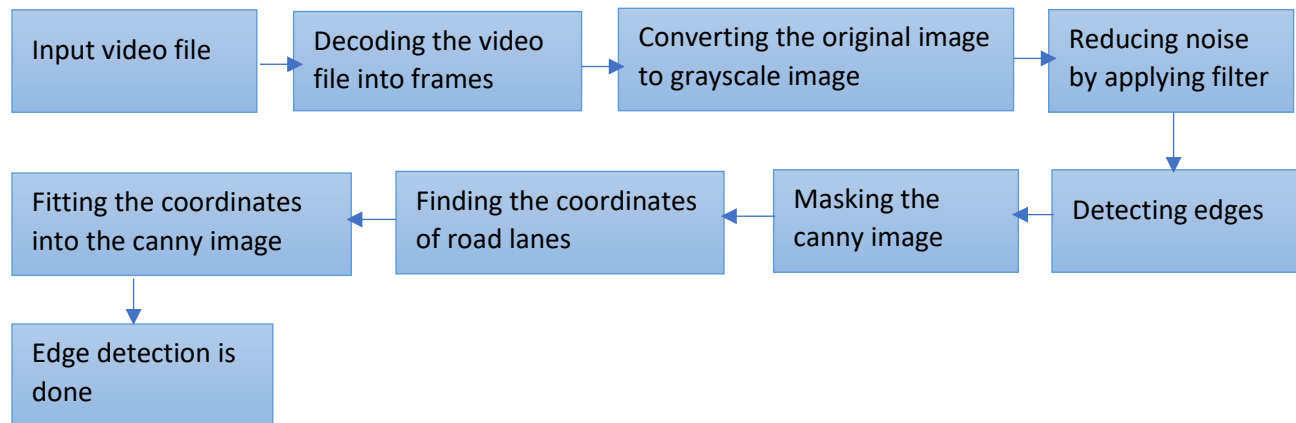 Input video file
Decoding the video
file into frames
Converting the original image
to grayscale image
Reducing noise
by applying filter
Detecting edges
Masking the
canny image
Finding the coordinates
of road lanes
Fitting the coordinates
into the canny image
Edge detection is
done